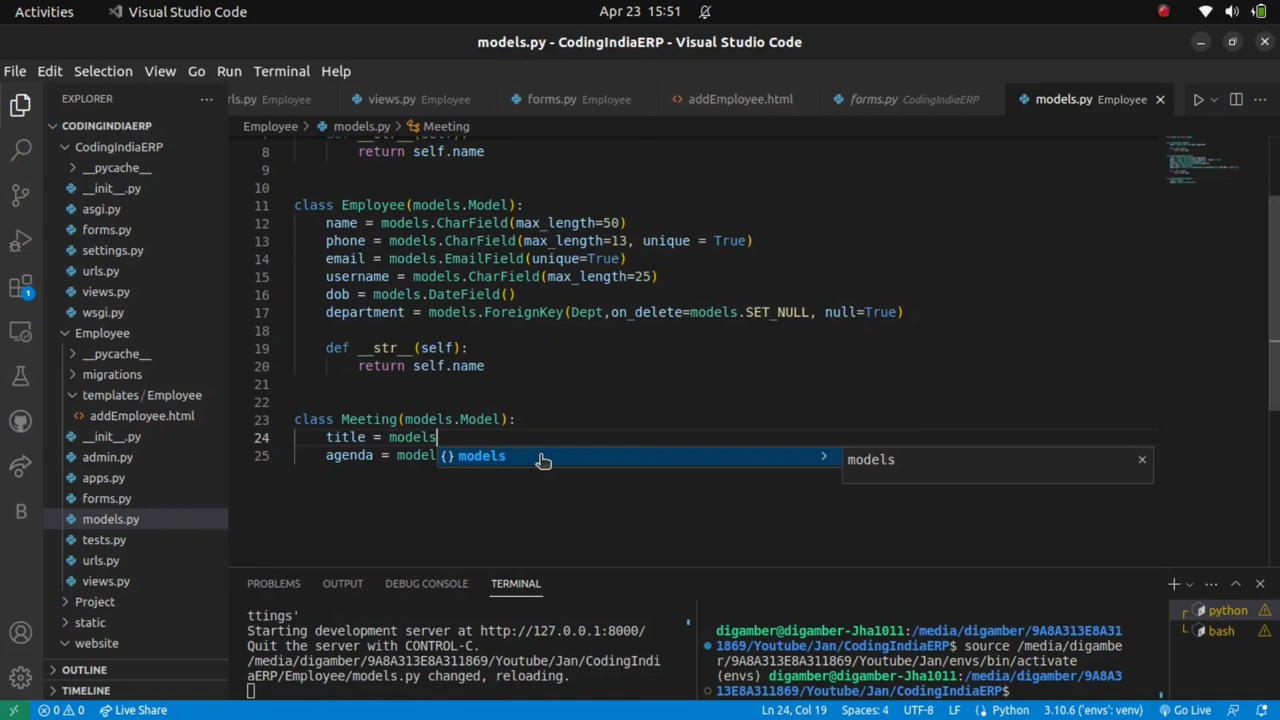 Activities
Visual Studio Code
Apr 23 15:51
models.py - CodingIndiaERP - Visual Studio Code
File Edit Selection View Go Run Terminal Help
EXPLORER
rls.py Employee
views.py Employee
forms.py Employee
addEmployee.html
forms.py CodingIndiaERP
models.py Employee
Employee > models.py > Meeting
CODINGINDIAERP
CodingIndiaERP
__pycache__
__init__.py
asgi.py
forms.py
settings.py
urls.py
views.py
wsgi.py
Employee
__pycache__
migrations
templates / Employee
addEmployee.html
__init__.py
admin.py
apps.py
forms.py
models.py
tests.py
urls.py
views.py
Project
static
website
OUTLINE
TIMELINE
7 def __str__(self):
8 return self.name
9
10
11 class Employee(models.Model):
12 name = models.CharField(max_length=50)
13 phone = models.CharField(max_length=13, unique = True)
14 email = models.EmailField(unique=True)
15 username = models.CharField(max_length=25)
16 dob = models.DateField()
17 department = models.ForeignKey(Dept,on_delete=models.SET_NULL, null=True)
18
19 def __str__(self):
20 return self.name
21
22
23 class Meeting(models.Model):
24 title = models
25 agenda = model
{} models
models
PROBLEMS OUTPUT DEBUG CONSOLE TERMINAL
ttings'
Starting development server at http://127.0.0.1:8000/
Quit the server with CONTROL-C.
/media/digamber/9A8A313E8A311869/Youtube/Jan/CodingIndi
aERP/Employee/models.py changed, reloading.
digamber@digamber-Jha1011:/media/digamber/9A8A313E8A31
1869/Youtube/Jan/CodingIndiaERP$ source /media/digambe
r/9A8A313E8A311869/Youtube/Jan/envs/bin/activate
(envs) digamber@digamber-Jha1011:/media/digamber/9A8A3
13E8A311869/Youtube/Jan/CodingIndiaERP$
python
bash
0 0 Live Share
Ln 24, Col 19 Spaces: 4 UTF-8 LF Python 3.10.6 ('envs': venv) Go Live